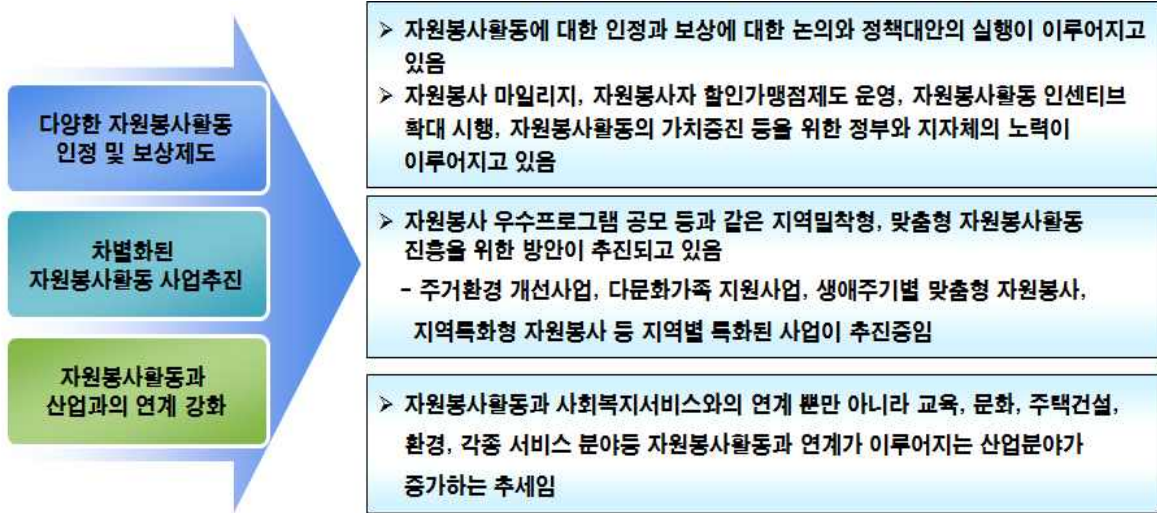 다양한 자원봉사활동
인정 및 보상제도
➢ 자원봉사활동에 대한 인정과 보상에 대한 논의와 정책대안의 실행이 이루어지고
있음
➢ 자원봉사 마일리지, 자원봉사자 할인가맹점제도 운영, 자원봉사활동 인센티브
확대 시행, 자원봉사활동의 가치증진 등을 위한 정부와 지자체의 노력이
이루어지고 있음
차별화된
자원봉사활동 사업추진
➢ 자원봉사 우수프로그램 공모 등과 같은 지역밀착형, 맞춤형 자원봉사활동
진흥을 위한 방안이 추진되고 있음
- 주거환경 개선사업, 다문화가족 지원사업, 생애주기별 맞춤형 자원봉사,
지역특화형 자원봉사 등 지역별 특화된 사업이 추진중임
자원봉사활동과
산업과의 연계 강화
➢ 자원봉사활동과 사회복지서비스와의 연계 뿐만 아니라 교육, 문화, 주택건설,
환경, 각종 서비스 분야등 자원봉사활동과 연계가 이루어지는 산업분야가
증가하는 추세임